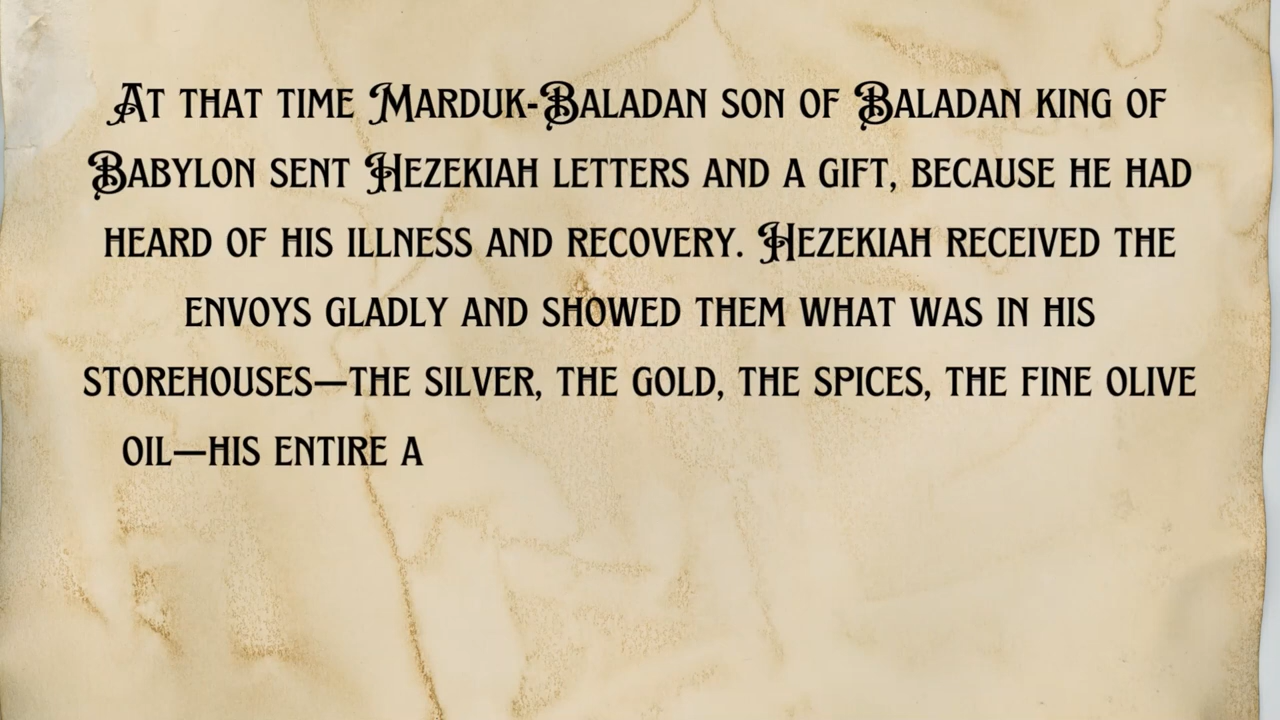 At that time Marduk-Baladan son of Baladan king of
Babylon sent Hezekiah letters and a gift, because he had
heard of his illness and recovery. Hezekiah received the
envoys gladly and showed them what was in his
storehouses—the silver, the gold, the spices, the fine olive
oil—his entire a